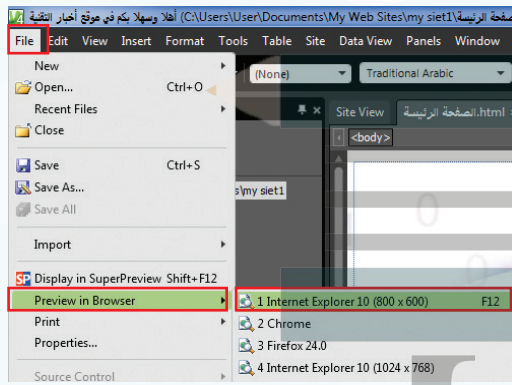 أهلا وسهلا بكم في موقع أخبار التقنية (C:\Users\User\Documents\My Web Sites\my siet1\صفحة الرئيسة
File Edit View Insert Format Tools Table Site Data View Panels Window
New
(None) Traditional Arabic
Open... Ctrl+O
Recent Files
Site View الصفحة الرئيسة.html
Close
<body>
Save Ctrl+S
Save As...
s\my siet1
Save All
Import
Display in SuperPreview Shift+F12
Preview in Browser
1 Internet Explorer 10 (800 x 600) F12
Print
2 Chrome
Properties...
3 Firefox 24.0
4 Internet Explorer 10 (1024 x 768)
Source Control